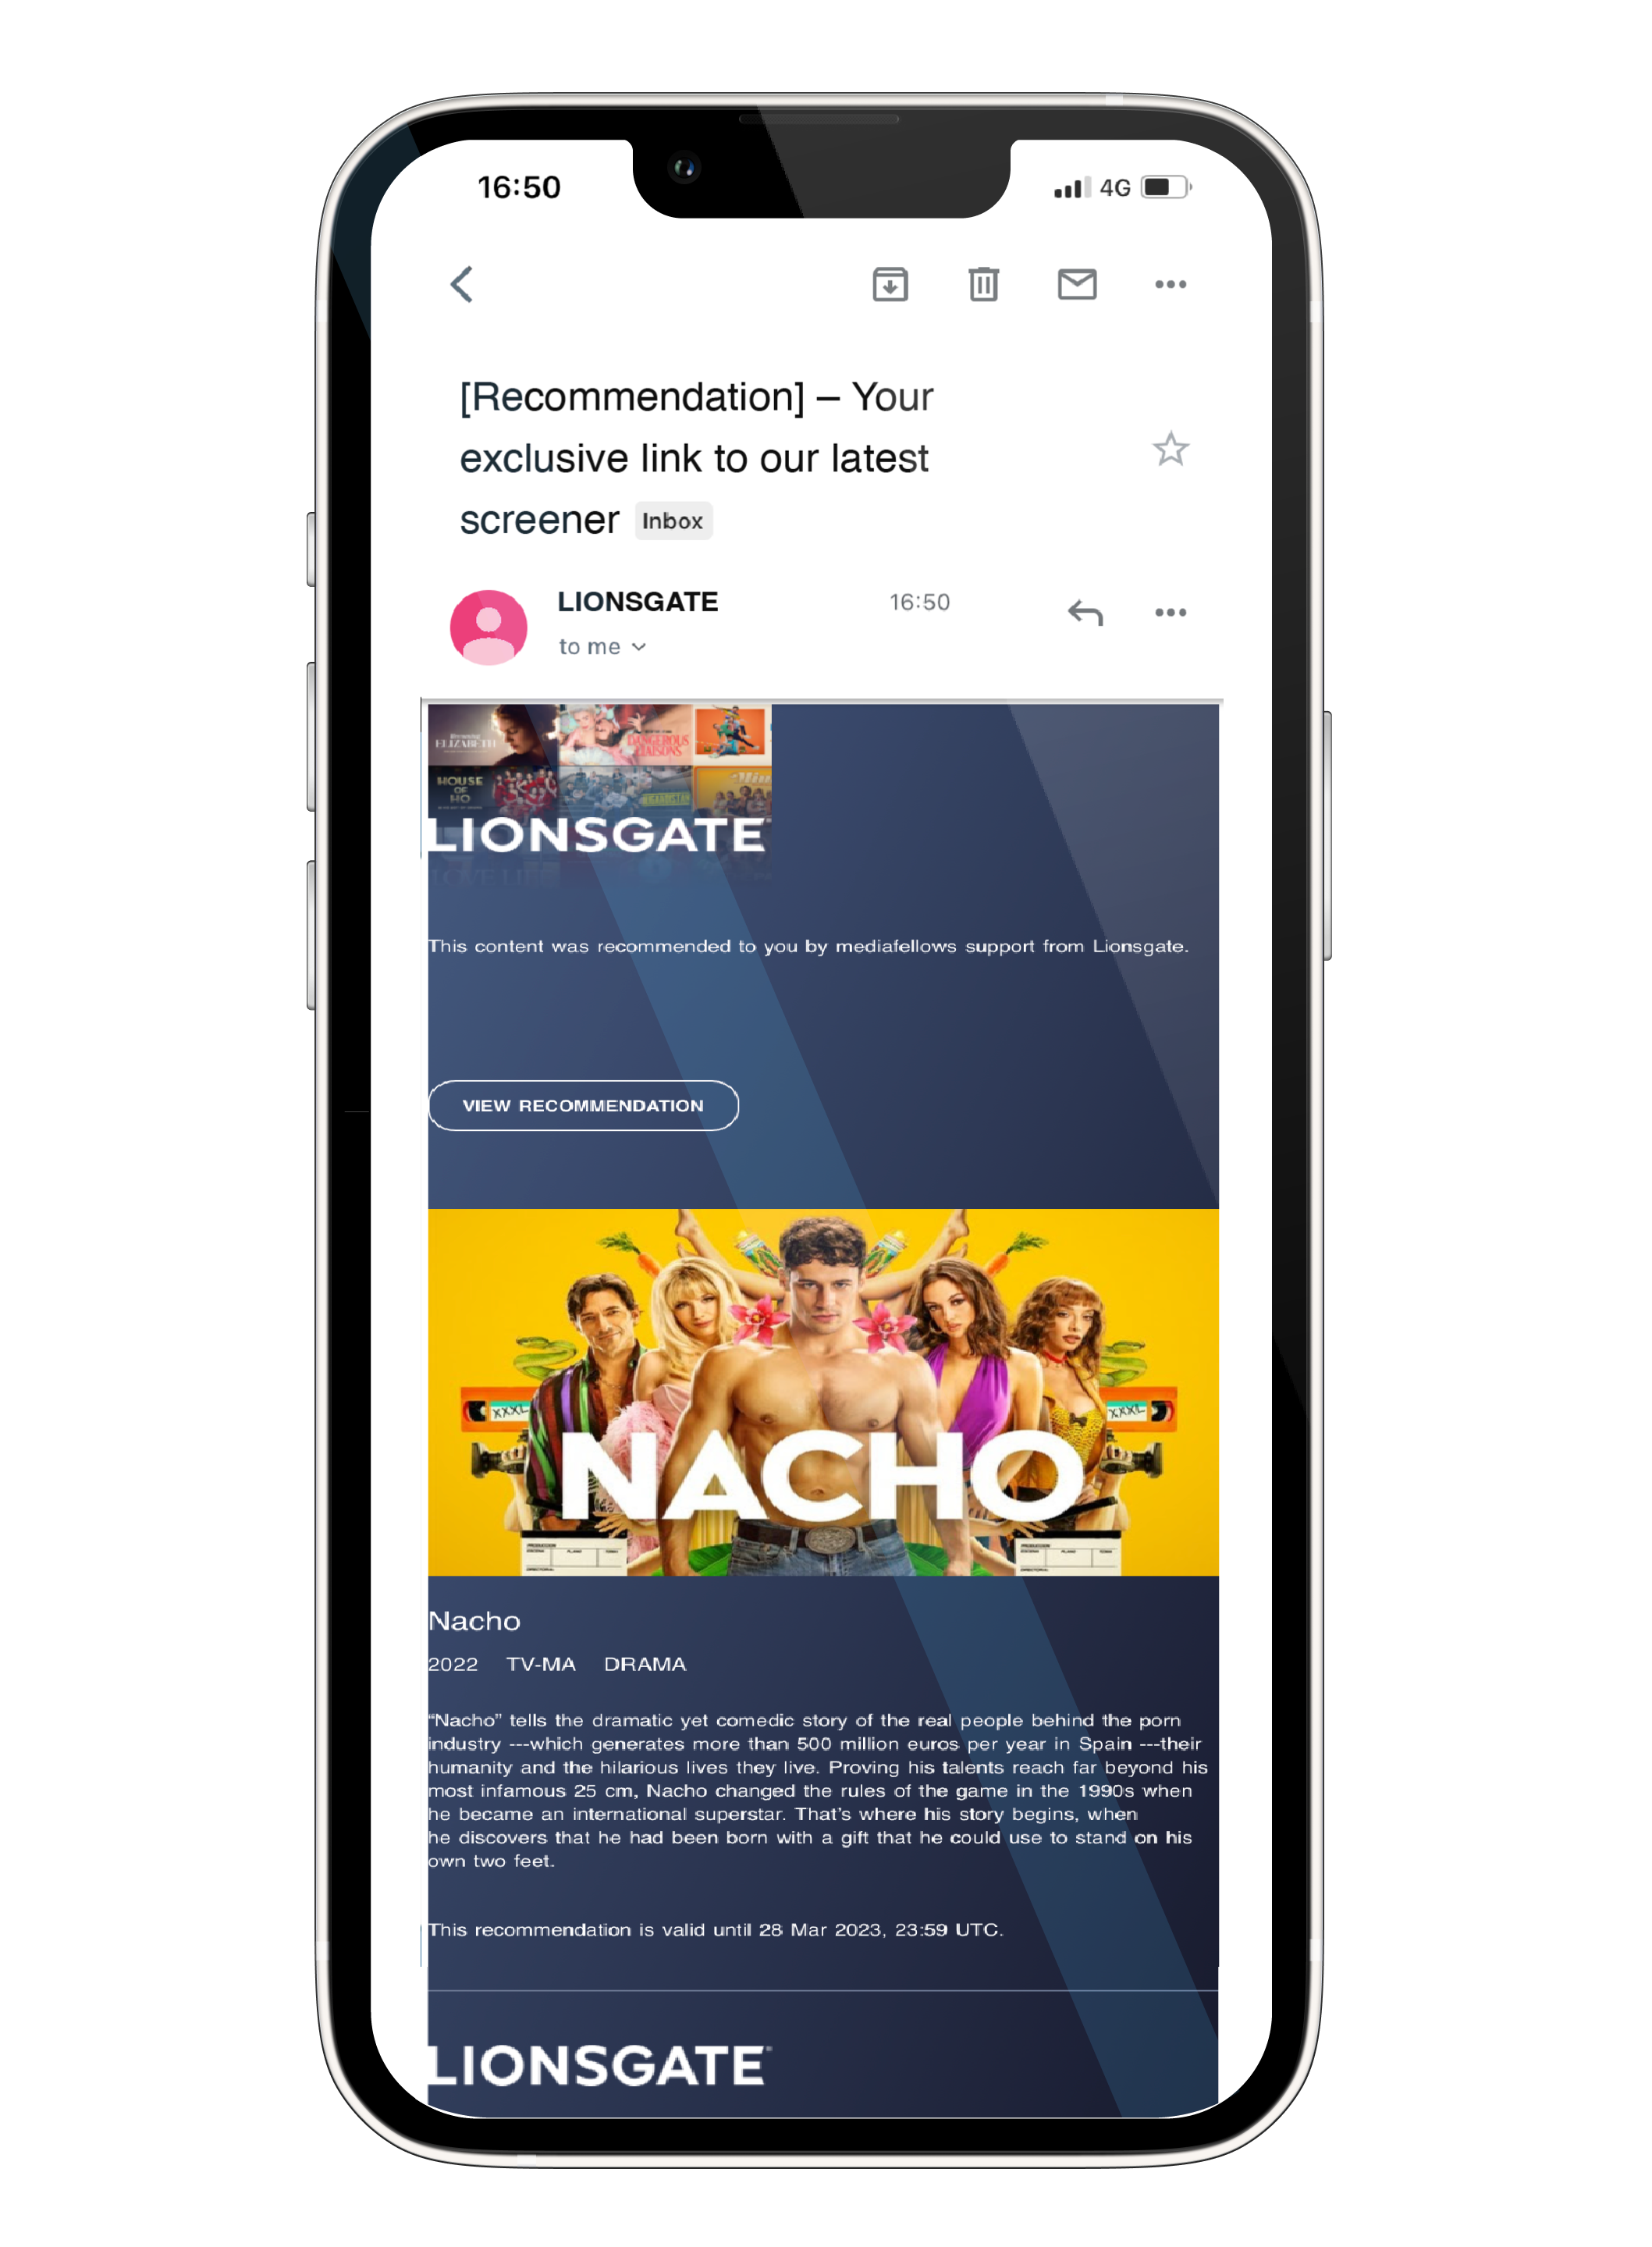 16:50
4G
[Recommendation] – Your
exclusive link to our latest
screener Inbox
LIONSGATE 16:50
to me
ELIZABETH
DANGEROUS
LIAISONS
HOUSE
OF
HO
LIONSGATE
LOVE LIFE
This content was recommended to you by mediafellows support from Lionsgate.
VIEW RECOMMENDATION
XXXL
XXXL
NACHO
Nacho
2022 TV-MA DRAMA
“Nacho” tells the dramatic yet comedic story of the real people behind the porn
industry ---which generates more than 500 million euros per year in Spain ---their
humanity and the hilarious lives they live. Proving his talents reach far beyond his
most infamous 25 cm, Nacho changed the rules of the game in the 1990s when
he became an international superstar. That’s where his story begins, when
he discovers that he had been born with a gift that he could use to stand on his
own two feet.
This recommendation is valid until 28 Mar 2023, 23:59 UTC.
LIONSGATE